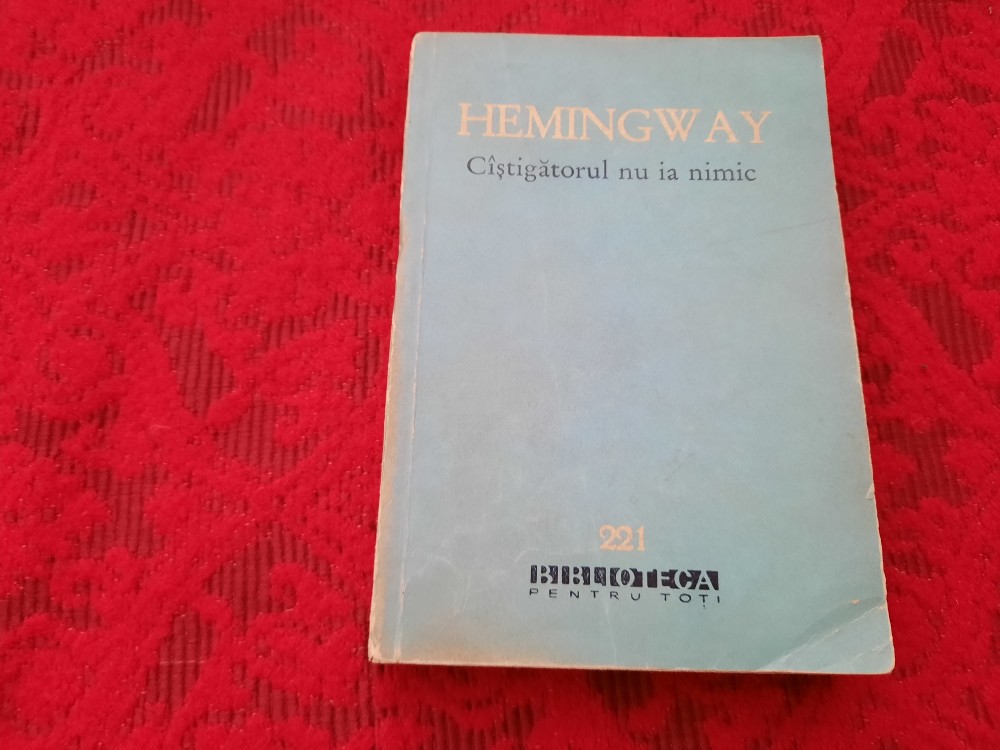 HEMINGWAY
Cîştigătorul nu ia nimic
221
BIBLIOTECA
PENTRU TOŢI